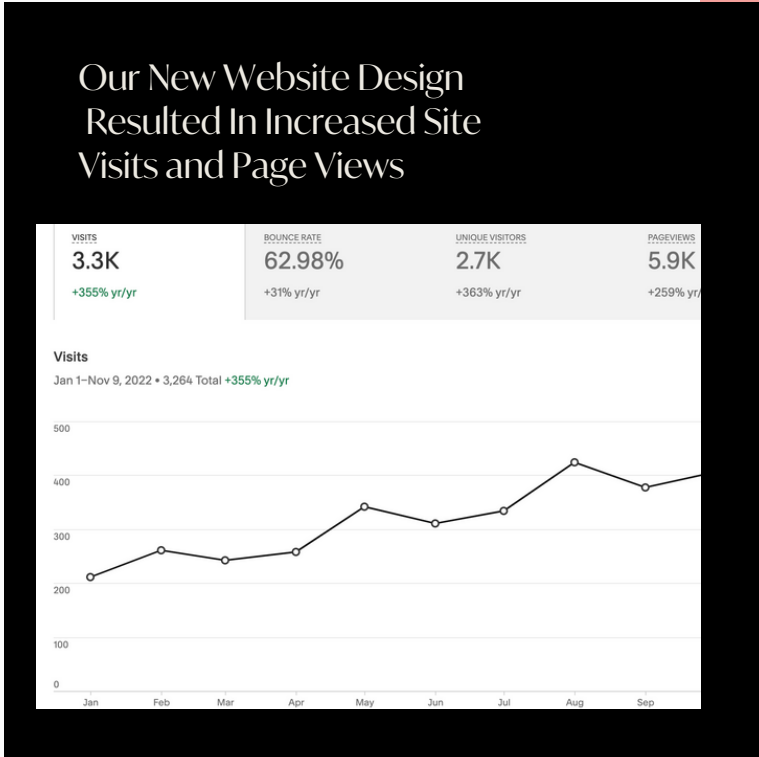 Our New Website Design
Resulted In Increased Site
Visits and Page Views
VISITS
3.3K
+355% yr/yr
BOUNCE RATE
62.98%
+31% yr/yr
UNIQUE VISITORS
2.7K
+363% yr/yr
PAGEVIEWS
5.9K
+259% yr/
Visits
Jan 1–Nov 9, 2022 • 3,264 Total +355% yr/yr
500
400
300
200
100
0
Jan Feb Mar Apr May Jun Jul Aug Sep